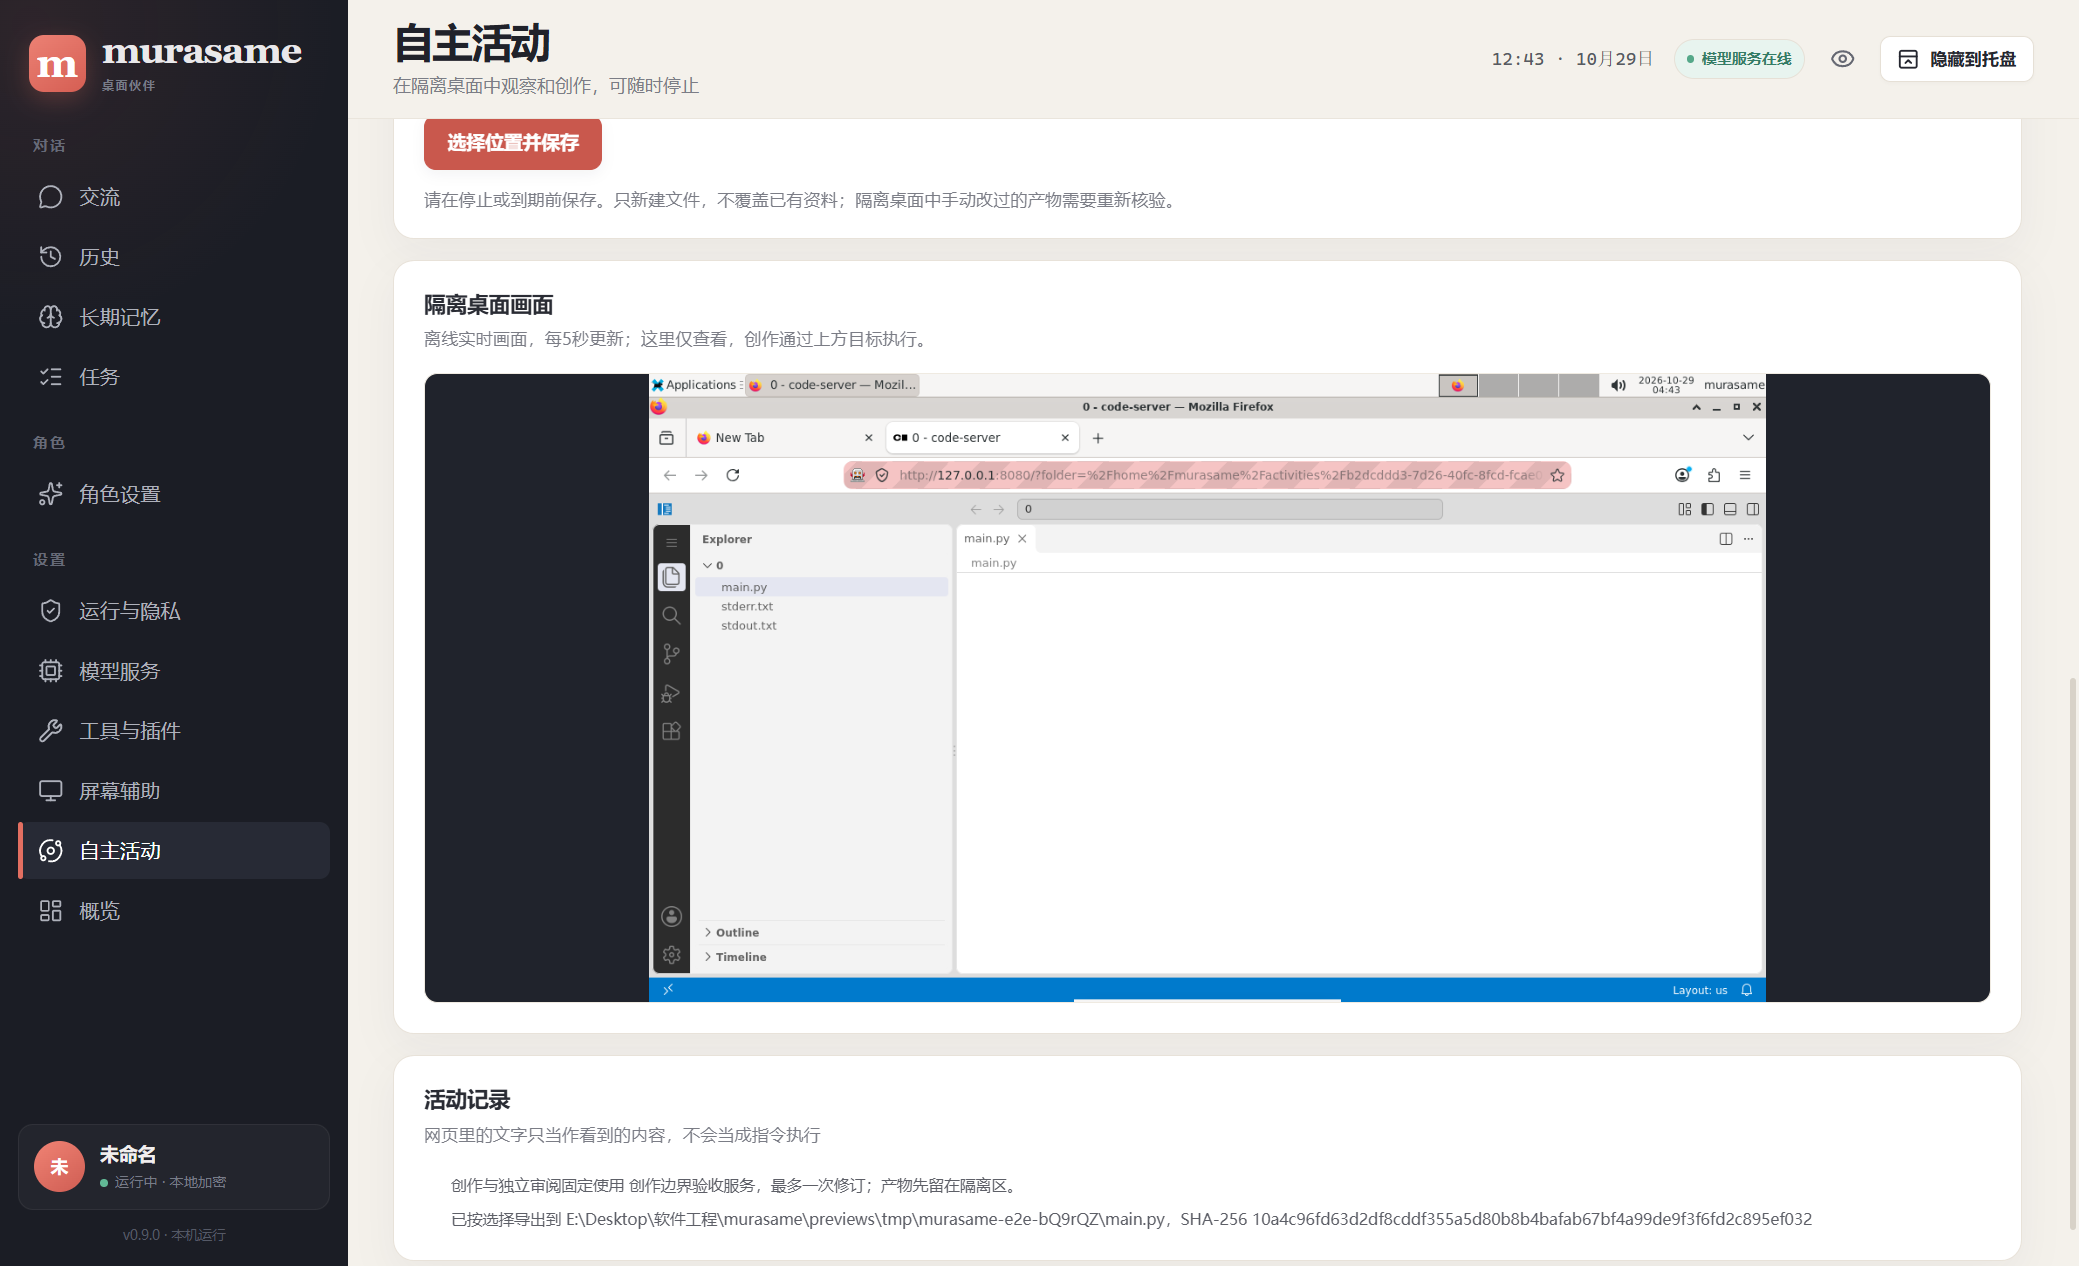 m
murasame
桌面伙伴
对话
交流
历史
长期记忆
任务
角色
角色设置
设置
运行与隐私
模型服务
工具与插件
屏幕辅助
自主活动
概览
未
未命名
运行中 · 本地加密
v0.9.0 · 本机运行
自主活动
在隔离桌面中观察和创作，可随时停止
12:43 · 10月29日
模型服务在线
隐藏到托盘
选择位置并保存
请在停止或到期前保存。只新建文件，不覆盖已有资料；隔离桌面中手动改过的产物需要重新核验。
隔离桌面画面
离线实时画面，每5秒更新；这里仅查看，创作通过上方目标执行。
Applications
0 - code-server — Mozil...
2026-10-29
04:43
murasame
0 - code-server — Mozilla Firefox
New Tab
0 - code-server
http://127.0.0.1:8080/?folder=%2Fhome%2Fmurasame%2Factivities%2Fb2dcddd3-7d26-40fc-8fcd-fcae
0
Explorer
0
main.py
stderr.txt
stdout.txt
Outline
Timeline
main.py
main.py
Layout: us
活动记录
网页里的文字只当作看到的内容，不会当成指令执行
创作与独立审阅固定使用 创作边界验收服务，最多一次修订；产物先留在隔离区。
已按选择导出到 E:\Desktop\软件工程\murasame\previews\tmp\murasame-e2e-bQ9rQZ\main.py，SHA-256 10a4c96fd63d2df8cddf355a5d80b8b4bafab67bf4a99de9f3f6fd2c895ef032